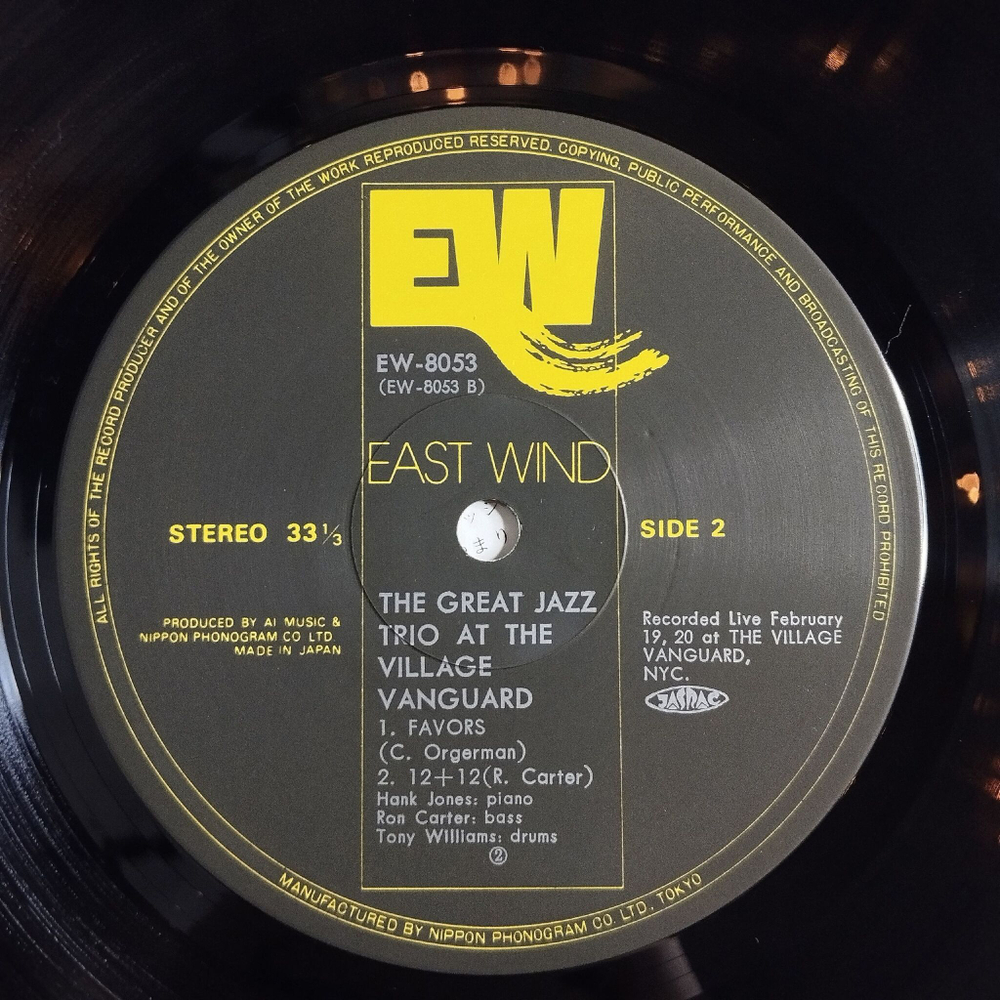 ALL RIGHTS OF THE RECORD PRODUCER AND OF THE OWNER OF THE WORK REPRODUCED RESERVED. COPYING, PUBLIC PERFORMANCE AND BROADCASTING OF THIS RECORD PROHIBITED
EW
EW-8053
(EW-8053 B)
EAST WIND
STEREO 33⅓
SIDE 2
PRODUCED BY AI MUSIC &
NIPPON PHONOGRAM CO LTD.
MADE IN JAPAN
THE GREAT JAZZ
TRIO AT THE
VILLAGE
VANGUARD
1. FAVORS
(C. Orgerman)
2. 12+12(R. Carter)
Hank Jones: piano
Ron Carter: bass
Tony Williams: drums
②
Recorded Live February
19, 20 at THE VILLAGE
VANGUARD,
NYC.
JASRAC
MANUFACTURED BY NIPPON PHONOGRAM CO. LTD. TOKYO